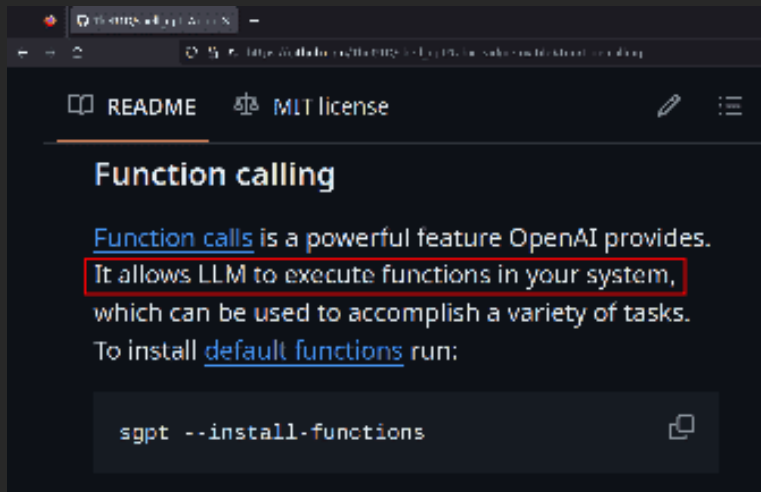 README
MIT license
Function calling
Function calls is a powerful feature OpenAI provides.
It allows LLM to execute functions in your system,
which can be used to accomplish a variety of tasks.
To install default functions run:
sgpt --install-functions